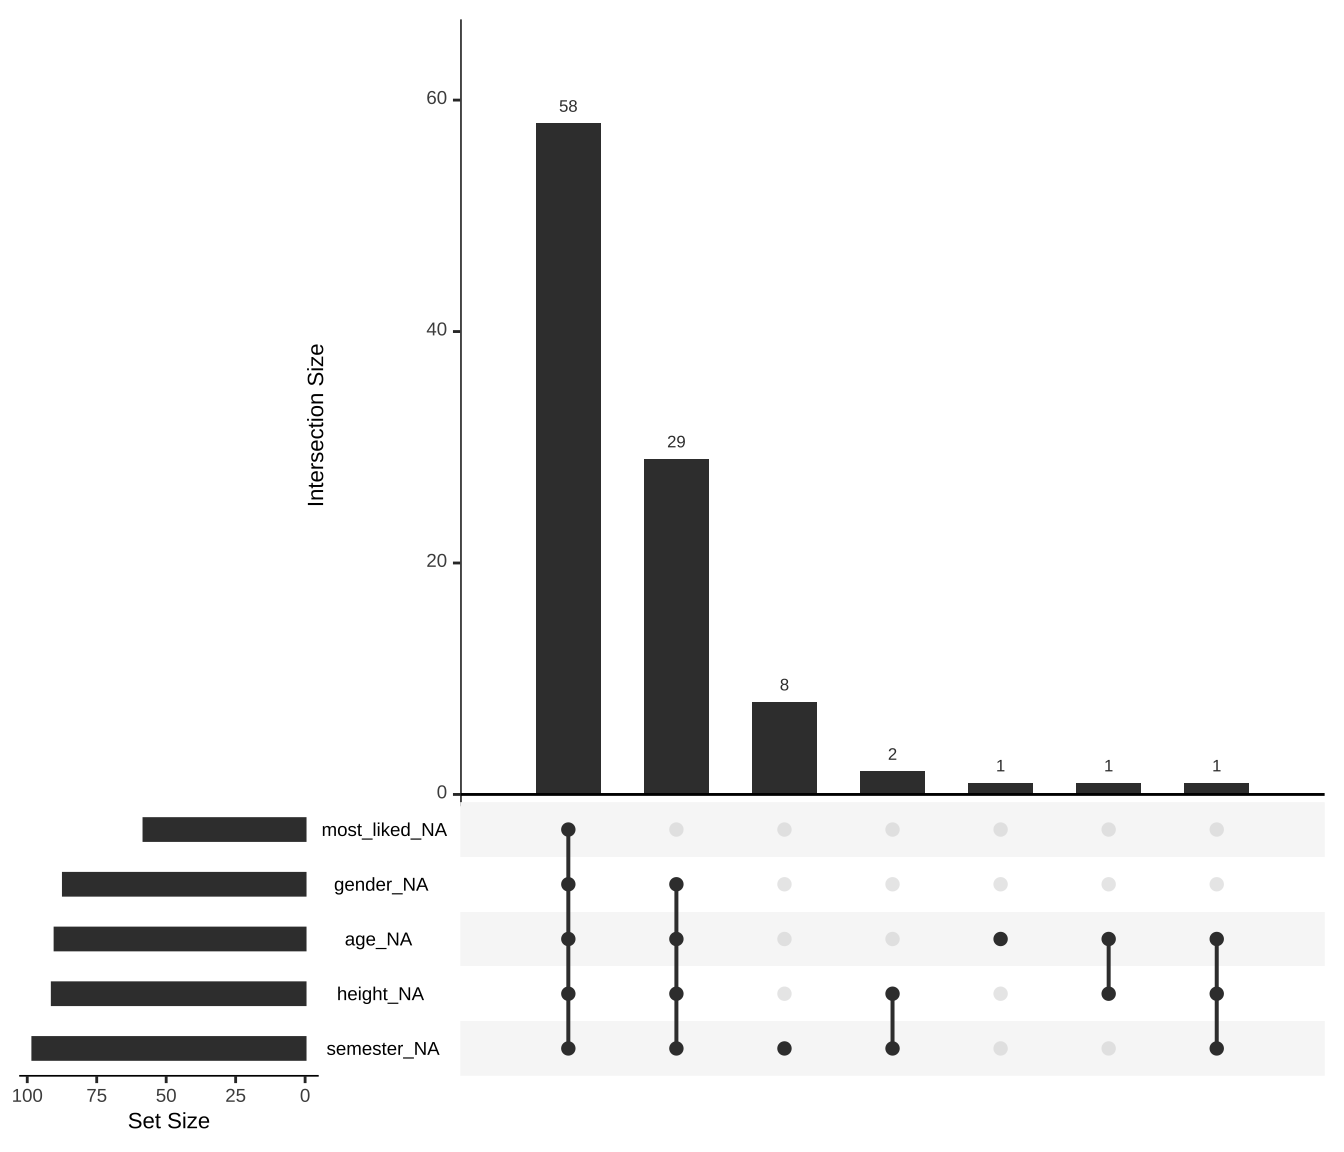 60
58
40
Intersection Size
29
20
8
2
1
1
1
0
most_liked_NA
gender_NA
age_NA
height_NA
semester_NA
100 75 50 25 0
Set Size